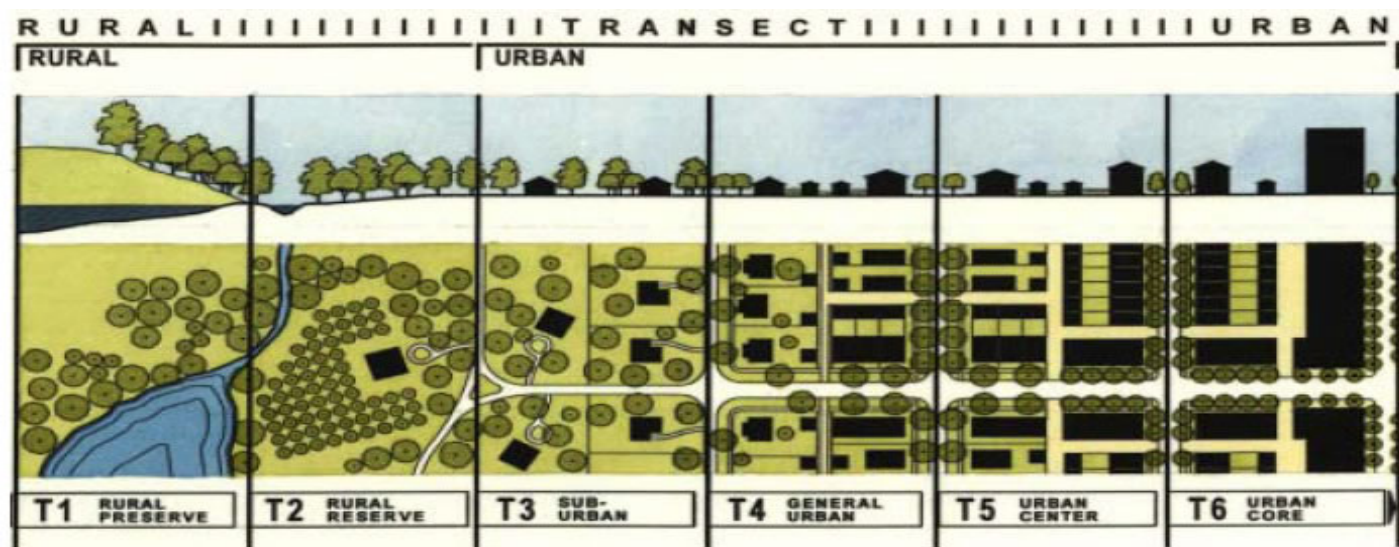 RURAL I I I I I I I I I I I I I I T R A N S E C T I I I I I I I I I I I I I I URBAN
RURAL
URBAN
T1 RURAL PRESERVE
T2 RURAL RESERVE
T3 SUB-URBAN
T4 GENERAL URBAN
T5 URBAN CENTER
T6 URBAN CORE